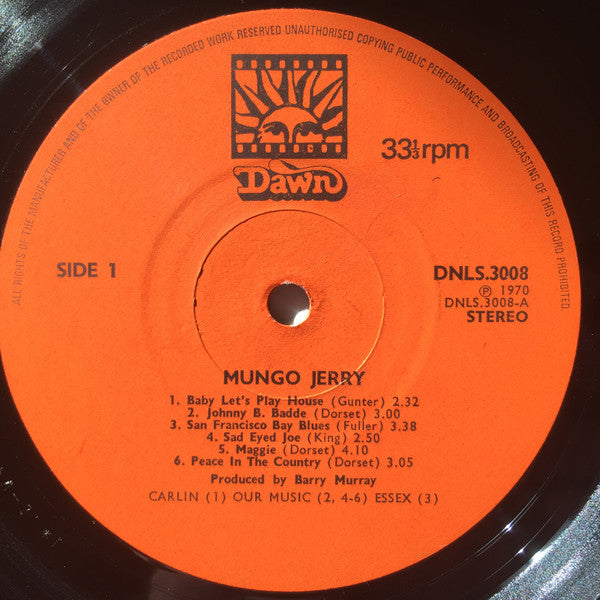 ALL RIGHTS OF THE MANUFACTURER AND OF THE OWNER OF THE RECORDED WORK RESERVED UNAUTHORISED COPYING PUBLIC PERFORMANCE AND BROADCASTING OF THIS RECORD PROHIBITED
Dawn
33⅓rpm
SIDE 1
DNLS.3008
Ⓟ 1970
DNLS.3008-A
STEREO
MUNGO JERRY
1. Baby Let's Play House (Gunter) 2.32
2. Johnny B. Badde (Dorset) 3.00
3. San Francisco Bay Blues (Fuller) 3.38
4. Sad Eyed Joe (King) 2.50
5. Maggie (Dorset) 4.10
6. Peace In The Country (Dorset) 3.05
Produced by Barry Murray
CARLIN (1) OUR MUSIC (2, 4-6) ESSEX (3)